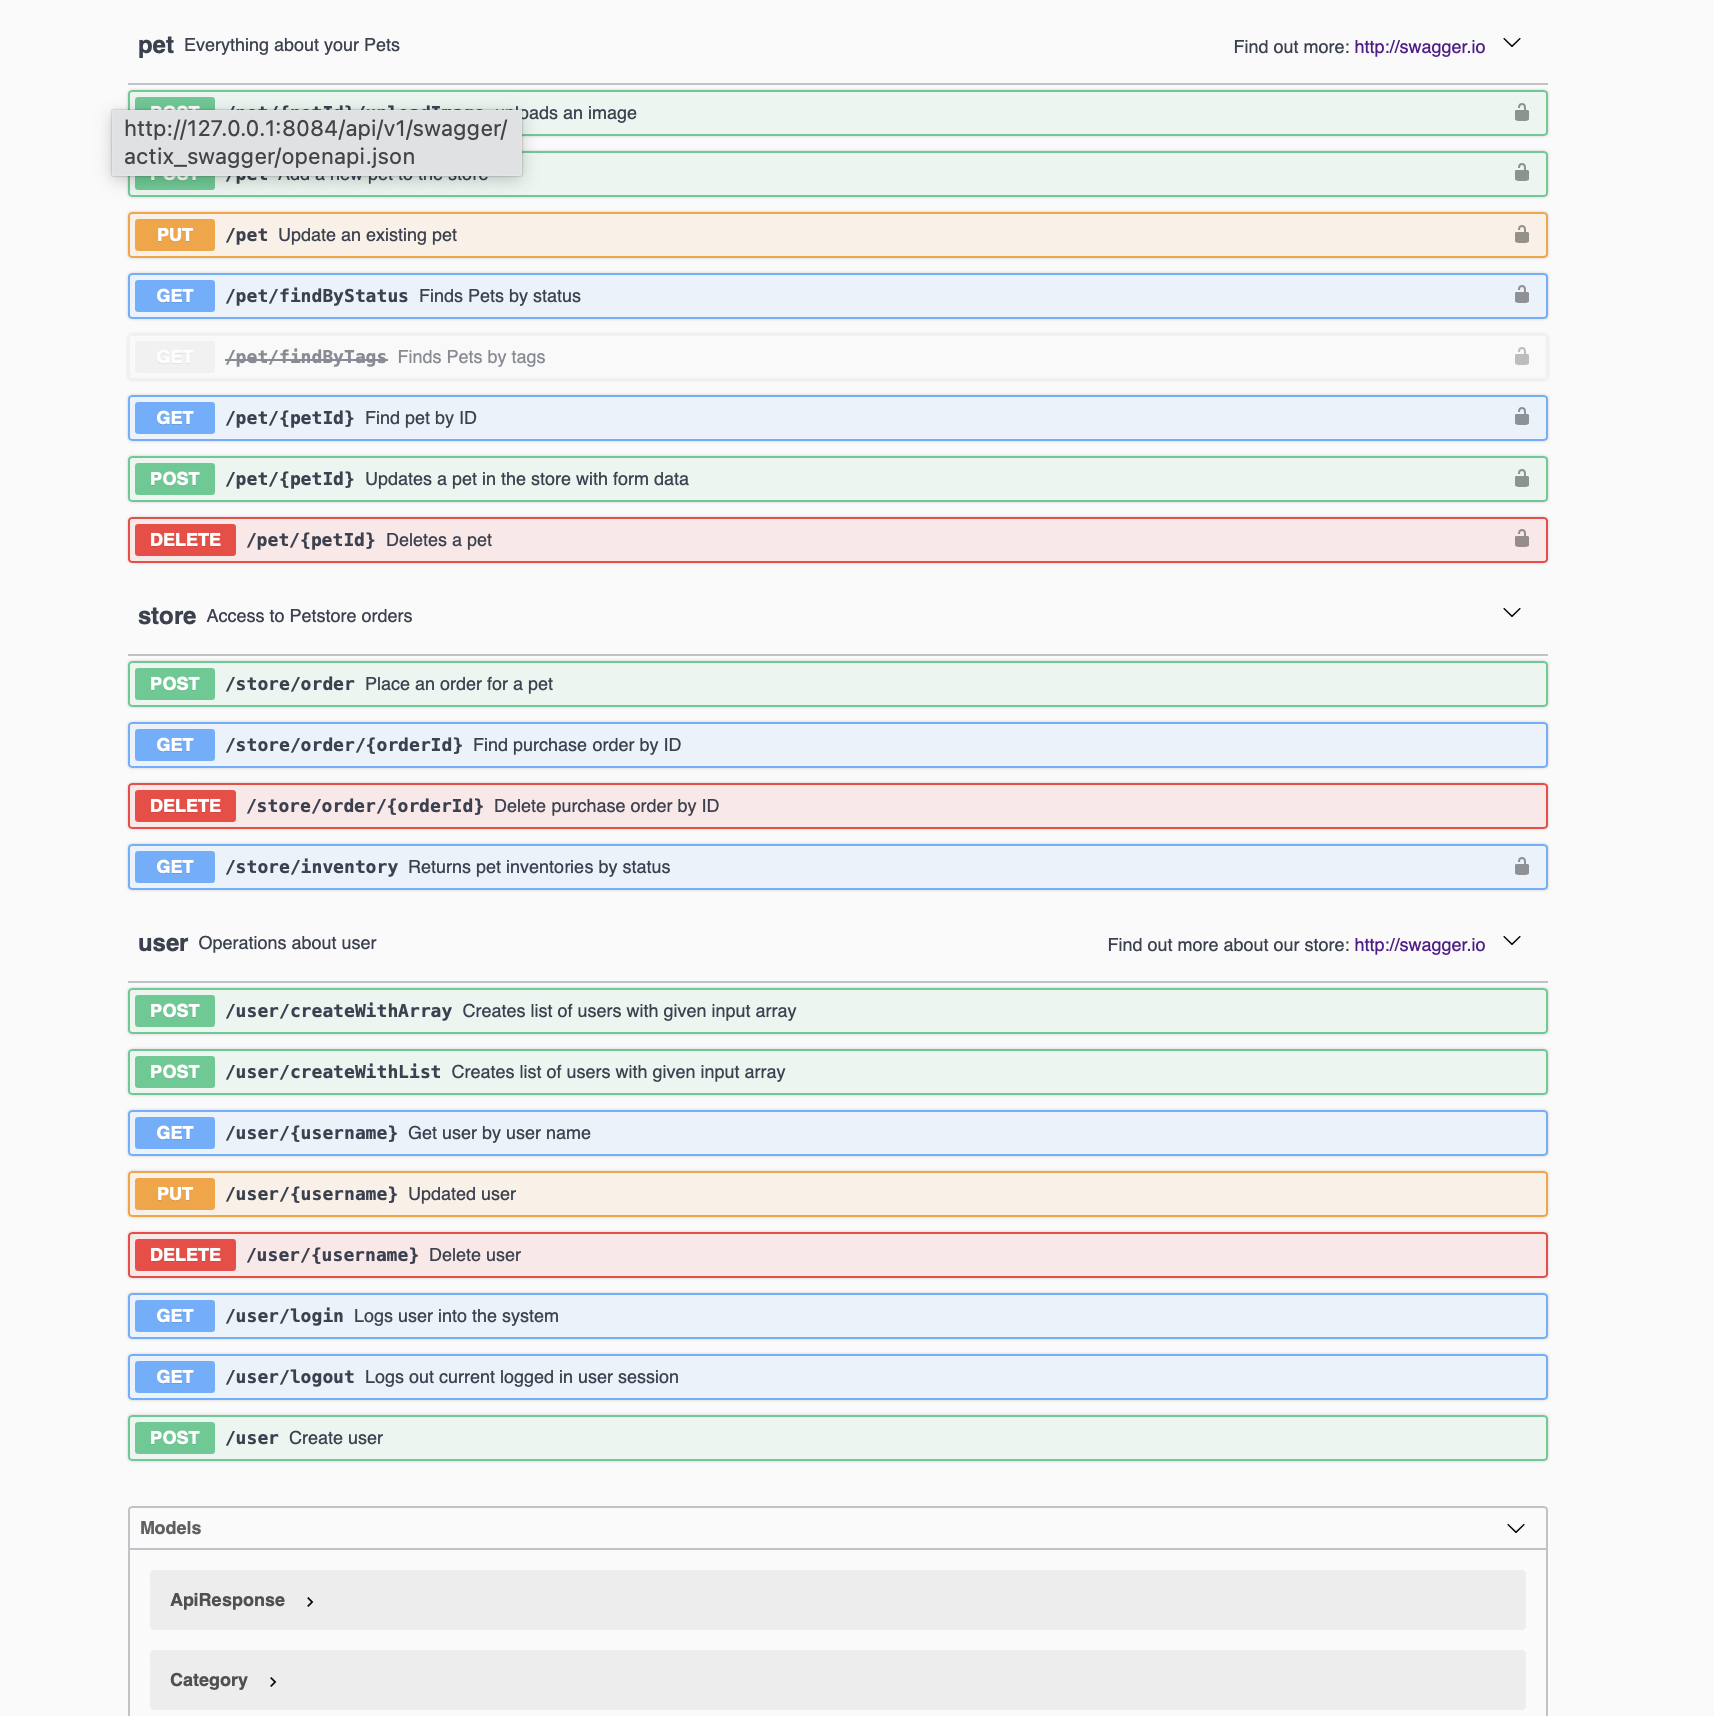 pet Everything about your Pets Find out more: http://swagger.io
uploads an image
http://127.0.0.1:8084/api/v1/swagger/
actix_swagger/openapi.json
POST /pet Add a new pet to the store
PUT /pet Update an existing pet
GET /pet/findByStatus Finds Pets by status
GET /pet/findByTags Finds Pets by tags
GET /pet/{petId} Find pet by ID
POST /pet/{petId} Updates a pet in the store with form data
DELETE /pet/{petId} Deletes a pet
store Access to Petstore orders
POST /store/order Place an order for a pet
GET /store/order/{orderId} Find purchase order by ID
DELETE /store/order/{orderId} Delete purchase order by ID
GET /store/inventory Returns pet inventories by status
user Operations about user Find out more about our store: http://swagger.io
POST /user/createWithArray Creates list of users with given input array
POST /user/createWithList Creates list of users with given input array
GET /user/{username} Get user by user name
PUT /user/{username} Updated user
DELETE /user/{username} Delete user
GET /user/login Logs user into the system
GET /user/logout Logs out current logged in user session
POST /user Create user
Models
ApiResponse
Category